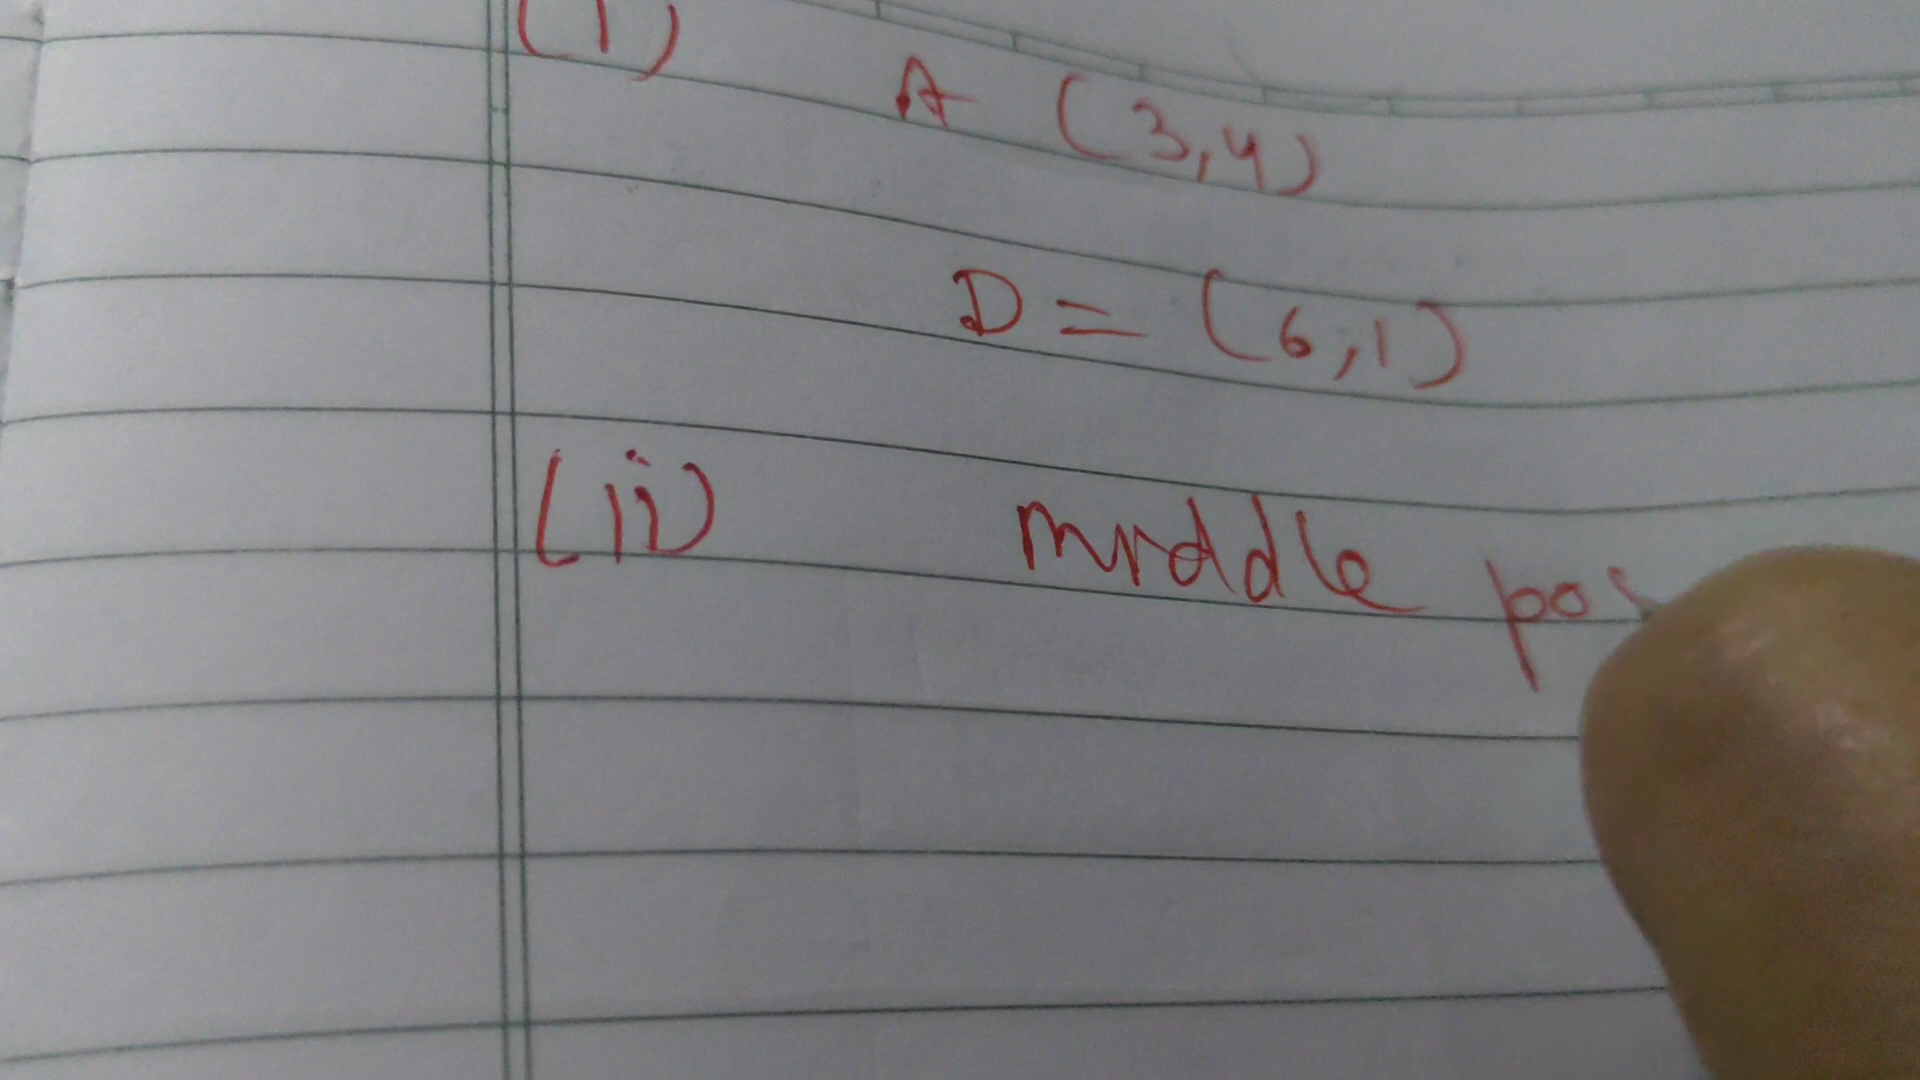 (i) A (3,4)
D = (6,1)
(ii) middle